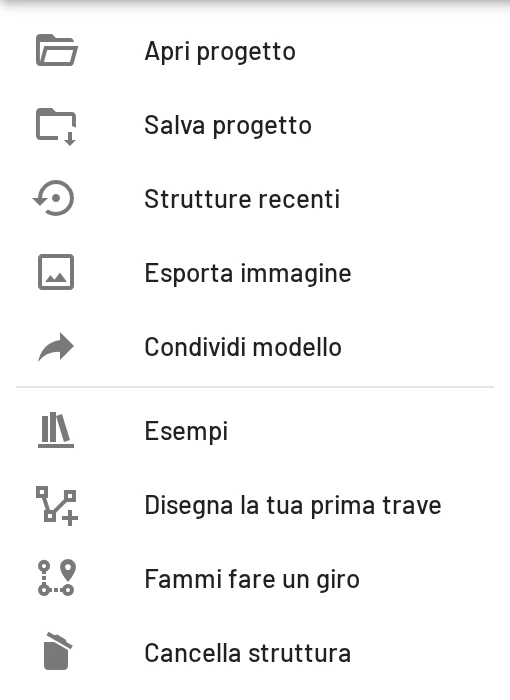 Apri progetto
Salva progetto
Strutture recenti
Esporta immagine
Condividi modello
Esempi
Disegna la tua prima trave
Fammi fare un giro
Cancella struttura